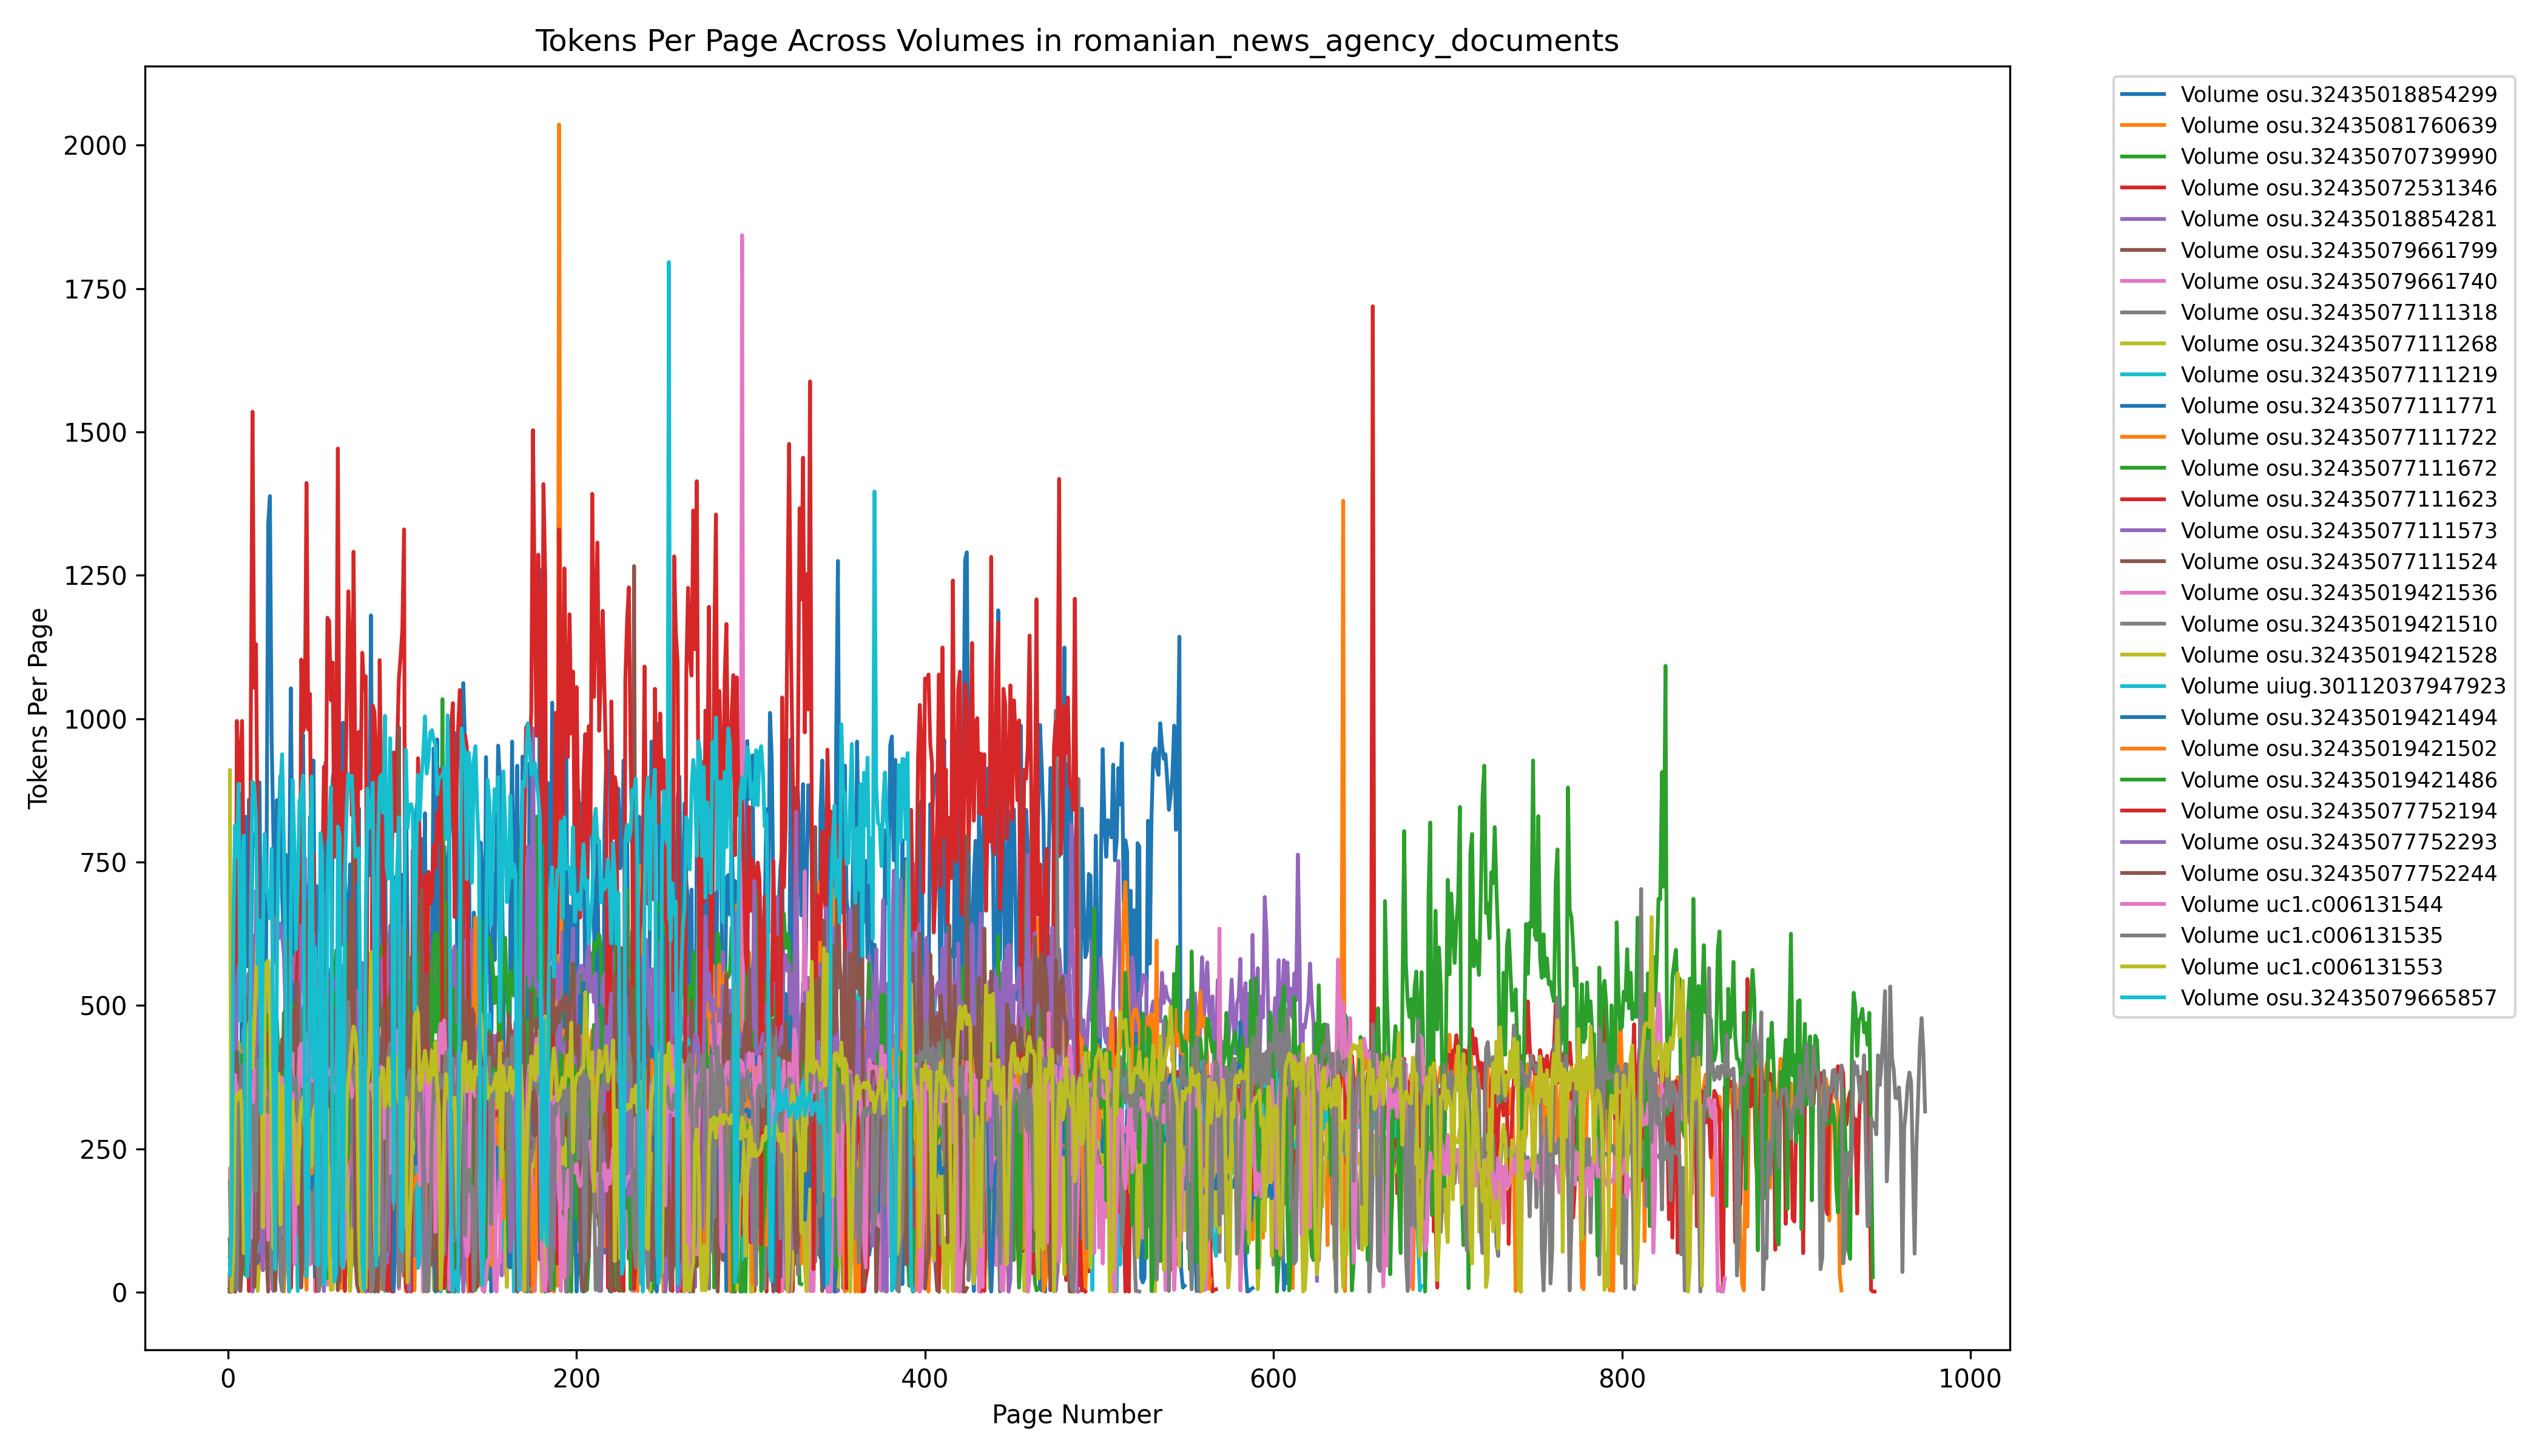 Tokens Per Page Across Volumes in romanian_news_agency_documents
Tokens Per Page
2000
1750
1500
1250
1000
750
500
250
0
0 200 400 600 800 1000
Page Number
Volume osu.32435018854299
Volume osu.32435081760639
Volume osu.32435070739990
Volume osu.32435072531346
Volume osu.32435018854281
Volume osu.32435079661799
Volume osu.32435079661740
Volume osu.32435077111318
Volume osu.32435077111268
Volume osu.32435077111219
Volume osu.32435077111771
Volume osu.32435077111722
Volume osu.32435077111672
Volume osu.32435077111623
Volume osu.32435077111573
Volume osu.32435077111524
Volume osu.32435019421536
Volume osu.32435019421510
Volume osu.32435019421528
Volume uiug.30112037947923
Volume osu.32435019421494
Volume osu.32435019421502
Volume osu.32435019421486
Volume osu.32435077752194
Volume osu.32435077752293
Volume osu.32435077752244
Volume uc1.c006131544
Volume uc1.c006131535
Volume uc1.c006131553
Volume osu.32435079665857